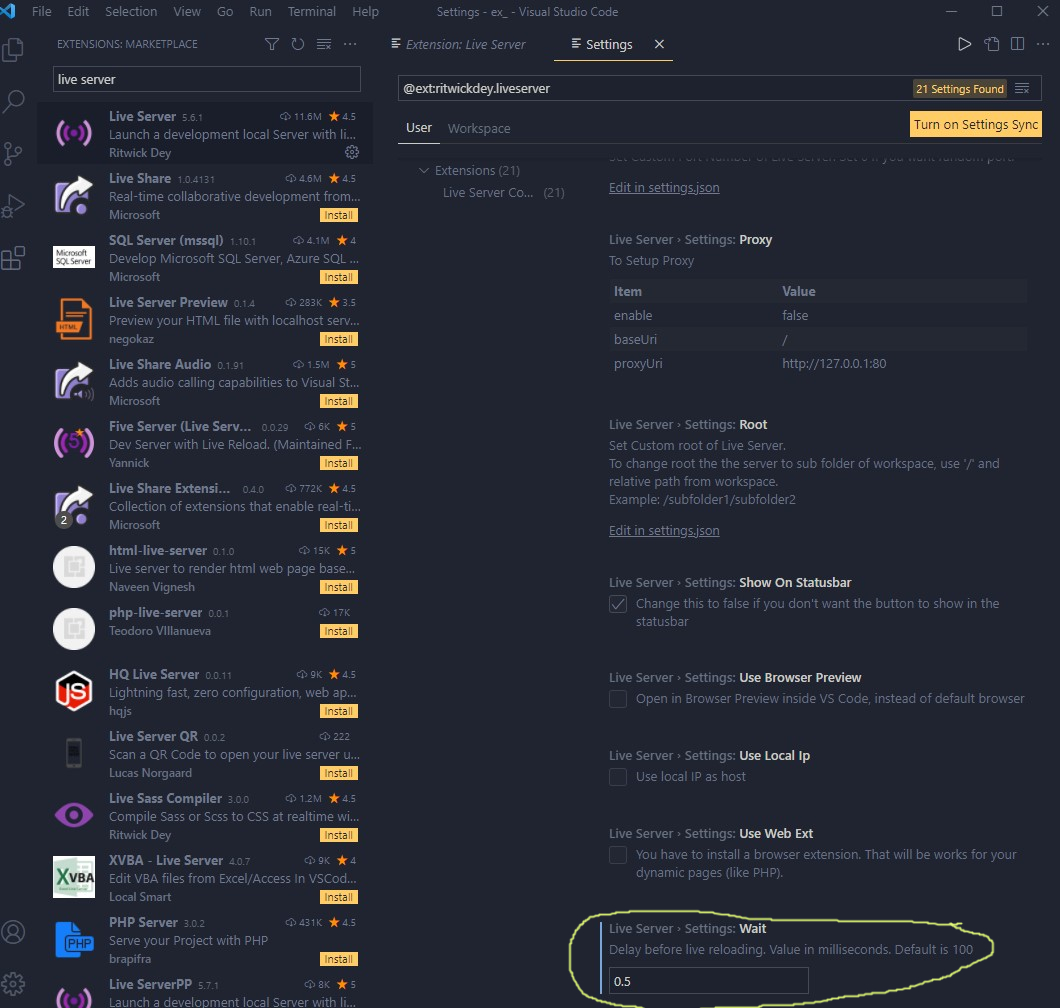 File Edit Selection View Go Run Terminal Help
Settings - ex_ - Visual Studio Code
EXTENSIONS: MARKETPLACE
live server
Live Server 5.6.1 11.6M 4.5
Launch a development local Server with li...
Ritwick Dey
Live Share 1.0.4131 4.6M 4.5
Real-time collaborative development from...
Microsoft Install
SQL Server (mssql) 1.10.1 4.1M 4
Develop Microsoft SQL Server, Azure SQL ...
Microsoft Install
Microsoft
SQL Server
Live Server Preview 0.1.4 283K 3.5
Preview your HTML file with localhost serv...
negokaz Install
HTML
Live Share Audio 0.1.91 1.5M 5
Adds audio calling capabilities to Visual St...
Microsoft Install
Five Server (Live Serv... 0.0.29 6K 5
Dev Server with Live Reload. (Maintained F...
Yannick Install
5
Live Share Extensi... 0.4.0 772K 4.5
Collection of extensions that enable real-ti...
Microsoft Install
2
html-live-server 0.1.0 15K 5
Live server to render html web page base...
Naveen Vignesh Install
php-live-server 0.0.1 17K
Teodoro VIllanueva Install
HQ Live Server 0.0.11 9K 4.5
Lightning fast, zero configuration, web ap...
hqjs Install
JS
Live Server QR 0.0.2 222
Scan a QR Code to open your live server u...
Lucas Norgaard Install
Live Sass Compiler 3.0.0 1.2M 4.5
Compile Sass or Scss to CSS at realtime wi...
Ritwick Dey Install
XVBA - Live Server 4.0.7 9K 4
Edit VBA files from Excel/Access In VSCod...
Local Smart Install
XVBA
PHP Server 3.0.2 431K 4.5
Serve your Project with PHP
brapifra Install
PHP
Live ServerPP 5.7.1 8K 5
Launch a development local Server with li...
Extension: Live Server
Settings
@ext:ritwickdey.liveserver
21 Settings Found
User Workspace
Turn on Settings Sync
Extensions (21)
Live Server Co... (21)
Set Custom Port Number of Live Server. Set 0 if you want random port.
Edit in settings.json
Live Server › Settings: Proxy
To Setup Proxy
Item Value
enable false
baseUri /
proxyUri http://127.0.0.1:80
Live Server › Settings: Root
Set Custom root of Live Server.
To change root the the server to sub folder of workspace, use '/' and
relative path from workspace.
Example: /subfolder1/subfolder2
Edit in settings.json
Live Server › Settings: Show On Statusbar
Change this to false if you don't want the button to show in the
statusbar
Live Server › Settings: Use Browser Preview
Open in Browser Preview inside VS Code, instead of default browser
Live Server › Settings: Use Local Ip
Use local IP as host
Live Server › Settings: Use Web Ext
You have to install a browser extension. That will be works for your
dynamic pages (like PHP).
Live Server › Settings: Wait
Delay before live reloading. Value in milliseconds. Default is 100
0.5